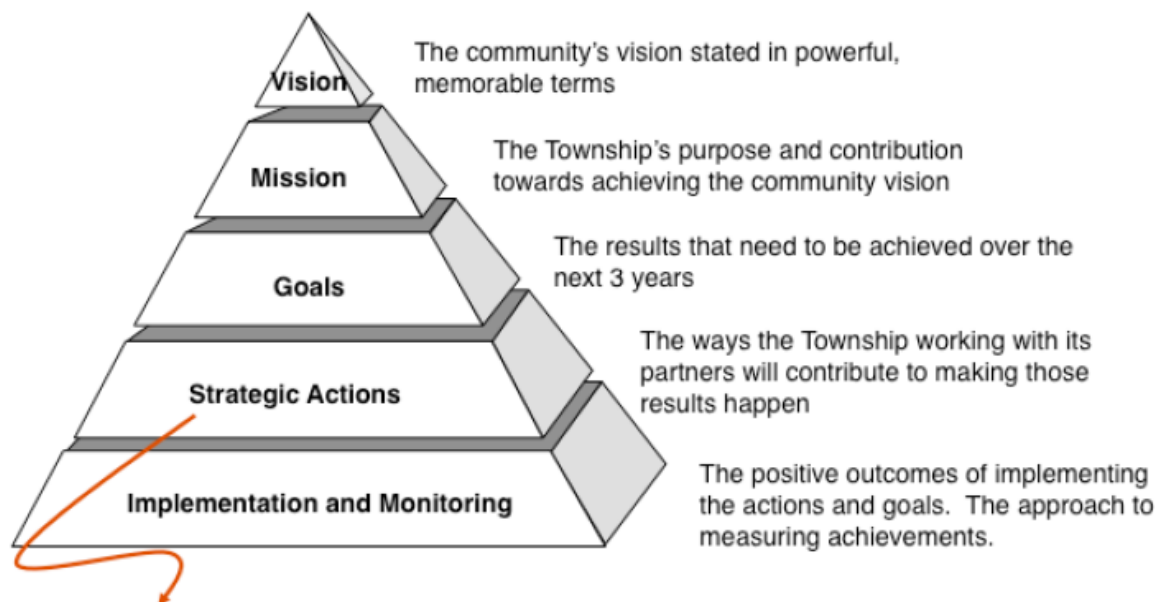 Vision
The community's vision stated in powerful,
memorable terms
Mission
The Township's purpose and contribution
towards achieving the community vision
Goals
The results that need to be achieved over the
next 3 years
Strategic Actions
The ways the Township working with its
partners will contribute to making those
results happen
Implementation and Monitoring
The positive outcomes of implementing
the actions and goals.  The approach to
measuring achievements.